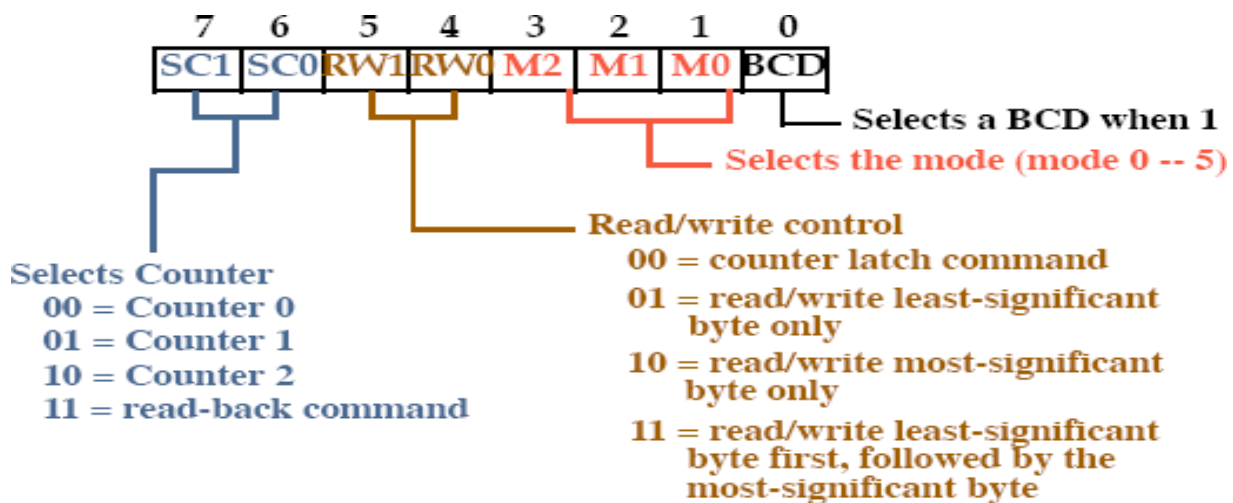 7 6 5 4 3 2 1 0
SC1 SC0 RW1 RW0 M2 M1 M0 BCD
Selects a BCD when 1
Selects the mode (mode 0 -- 5)
Read/write control
00 = counter latch command
01 = read/write least-significant
byte only
10 = read/write most-significant
byte only
11 = read/write least-significant
byte first, followed by the
most-significant byte
Selects Counter
00 = Counter 0
01 = Counter 1
10 = Counter 2
11 = read-back command